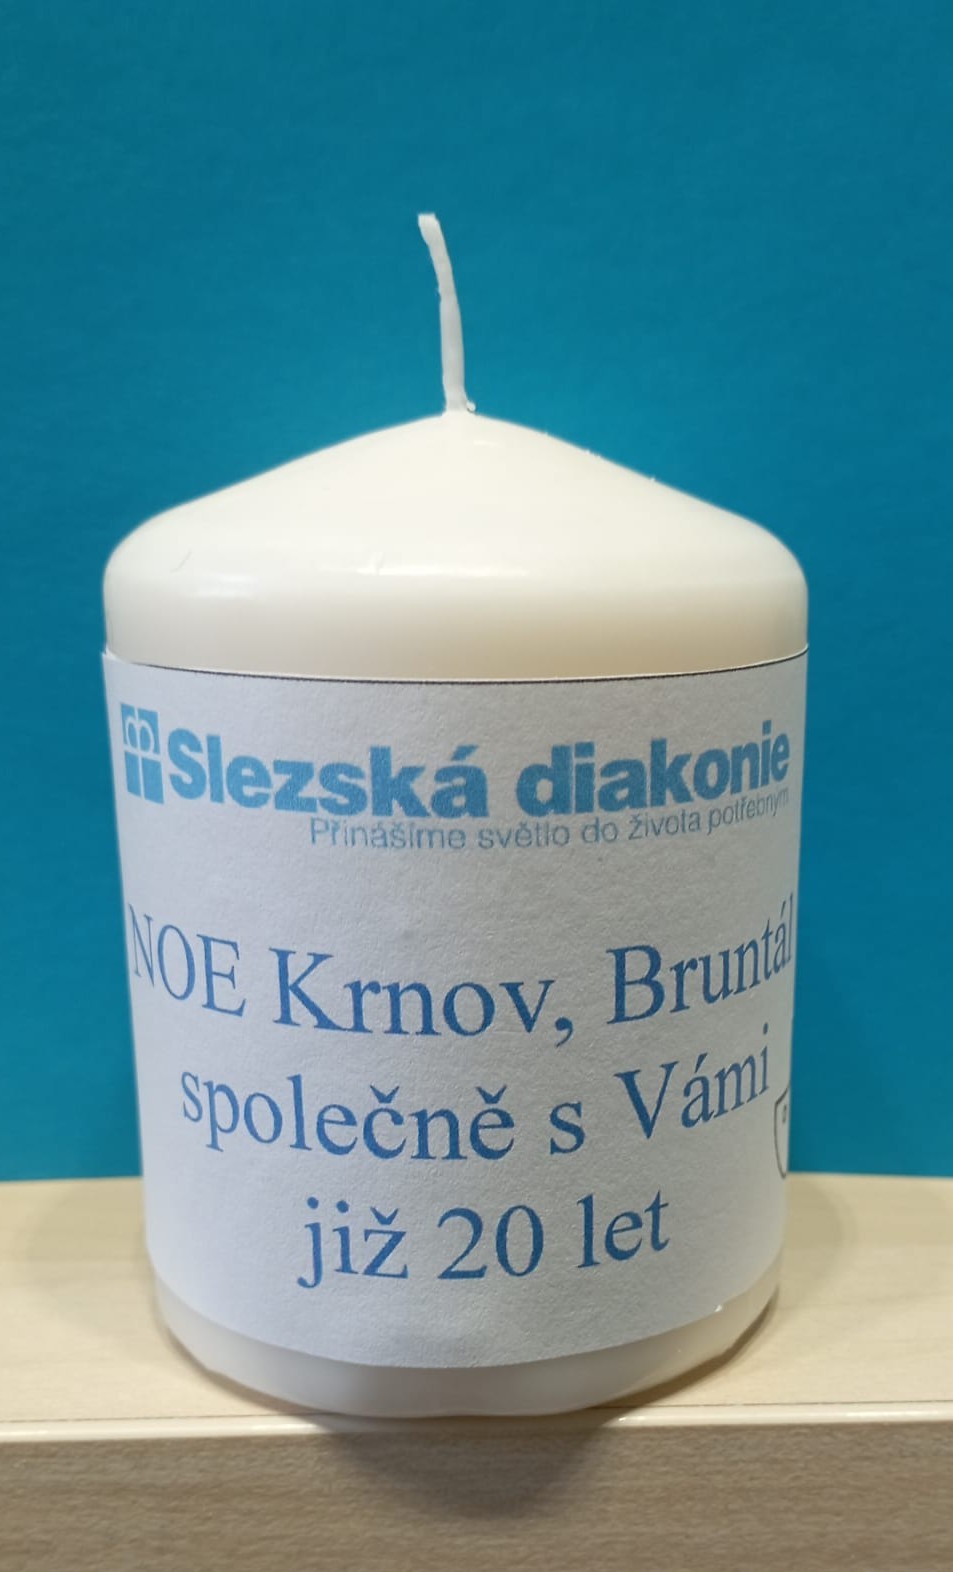 Slezská diakonie
Přinášíme světlo do života potřebným
NOE Krnov, Bruntál
společně s Vámi
již 20 let